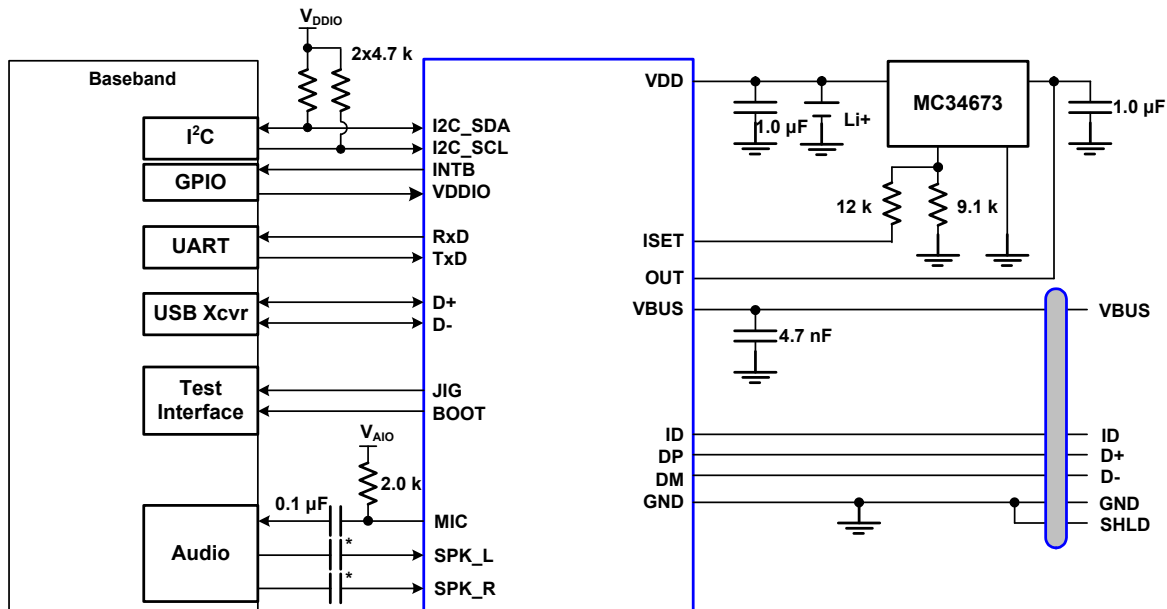 V_DDIO
2x4.7 k
Baseband
I²C
GPIO
UART
USB Xcvr
Test
Interface
Audio
I2C_SDA
I2C_SCL
INTB
VDDIO
RxD
TxD
D+
D-
JIG
BOOT
V_AIO
2.0 k
0.1 µF
MIC
*
SPK_L
*
SPK_R
VDD
ISET
OUT
VBUS
ID
DP
DM
GND
1.0 µF
Li+
MC34673
1.0 µF
12 k
9.1 k
4.7 nF
VBUS
ID
D+
D-
GND
SHLD